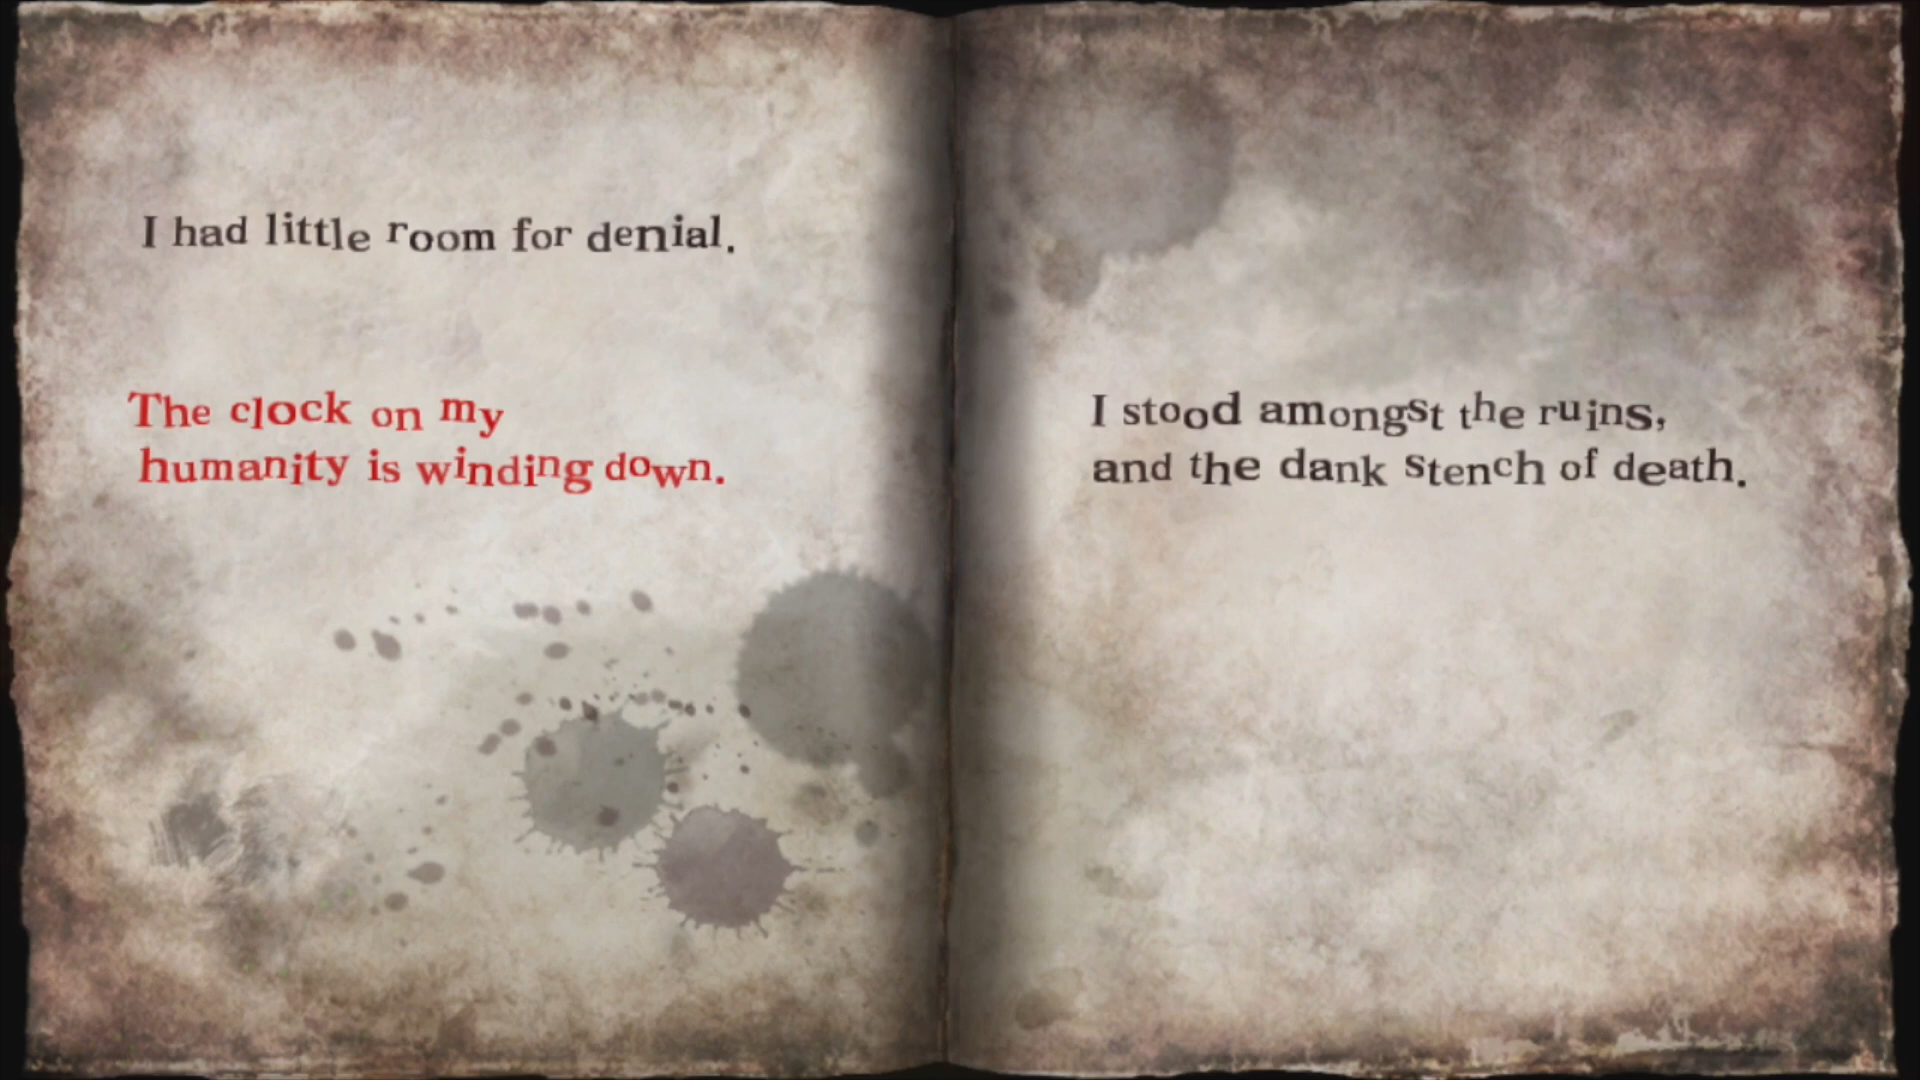 I had little room for denial.
The clock on my
humanity is winding down.
I stood amongst the ruins,
and the dank stench of death.